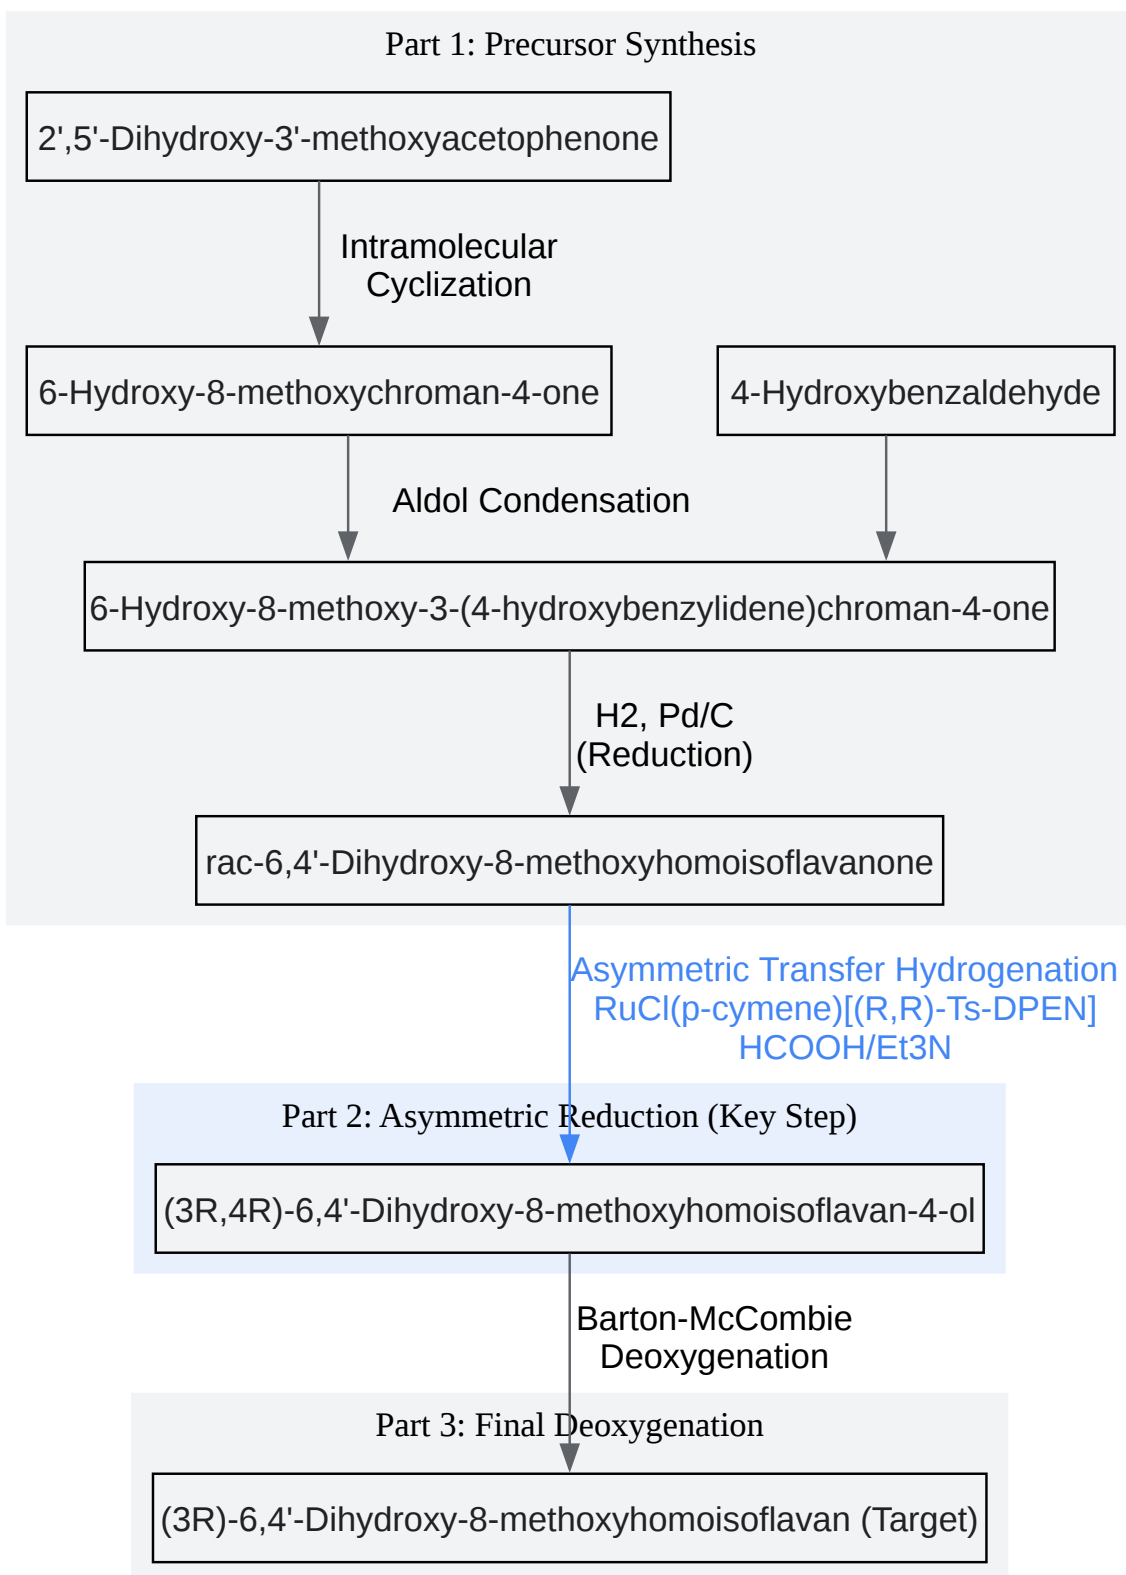 Part 1: Precursor Synthesis
2',5'-Dihydroxy-3'-methoxyacetophenone
Intramolecular
Cyclization
6-Hydroxy-8-methoxychroman-4-one
4-Hydroxybenzaldehyde
Aldol Condensation
6-Hydroxy-8-methoxy-3-(4-hydroxybenzylidene)chroman-4-one
H2, Pd/C
(Reduction)
rac-6,4'-Dihydroxy-8-methoxyhomoisoflavanone
Asymmetric Transfer Hydrogenation
RuCl(p-cymene)[(R,R)-Ts-DPEN]
HCOOH/Et3N
Part 2: Asymmetric Reduction (Key Step)
(3R,4R)-6,4'-Dihydroxy-8-methoxyhomoisoflavan-4-ol
Barton-McCombie
Deoxygenation
Part 3: Final Deoxygenation
(3R)-6,4'-Dihydroxy-8-methoxyhomoisoflavan (Target)